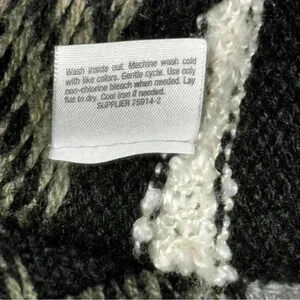 Wash inside out. Machine wash cold
with like colors. Gentle cycle. Use only
non-chlorine bleach when needed. Lay
flat to dry. Cool iron if needed.
SUPPLIER 75914-2